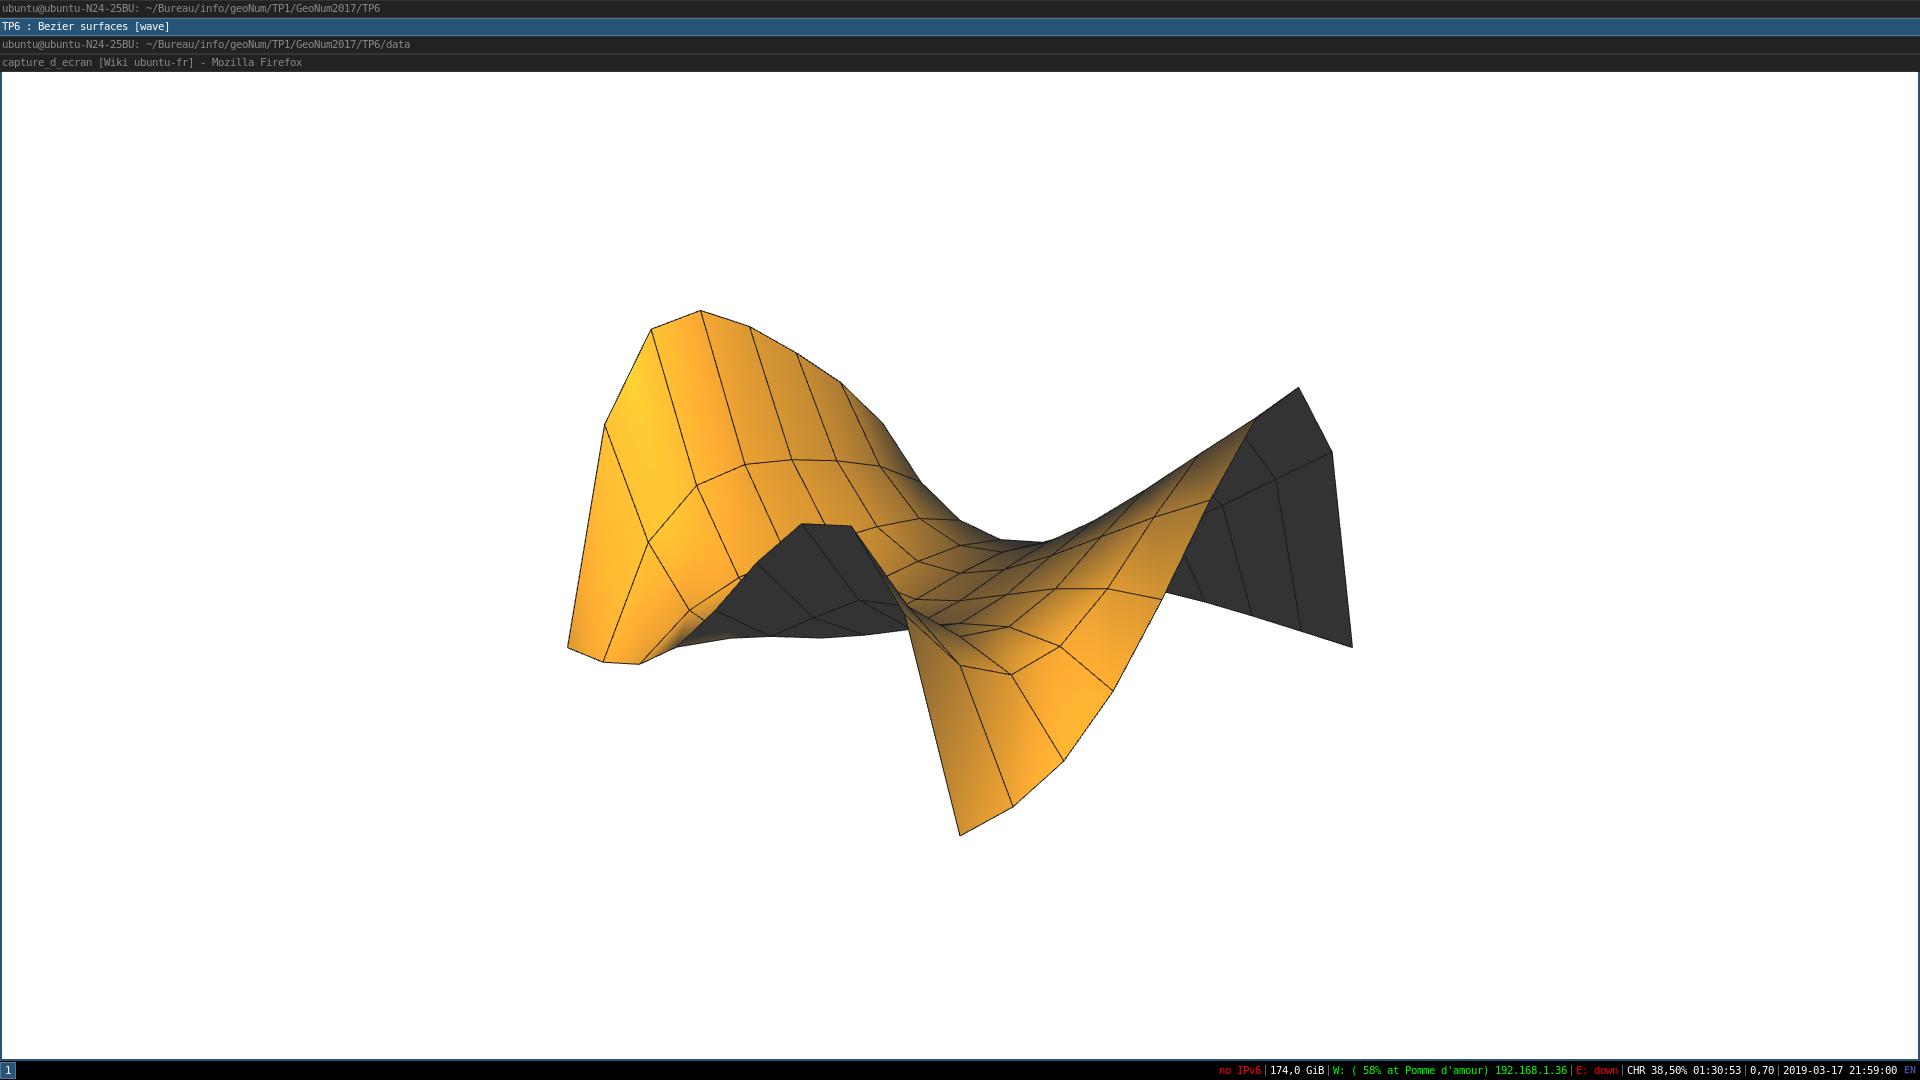 ubuntu@ubuntu-N24-25BU: ~/Bureau/info/geoNum/TP1/GeoNum2017/TP6
TP6 : Bezier surfaces [wave]
ubuntu@ubuntu-N24-25BU: ~/Bureau/info/geoNum/TP1/GeoNum2017/TP6/data
capture_d_ecran [Wiki ubuntu-fr] - Mozilla Firefox
1 no IPv6|174,0 GiB|W: ( 58% at Pomme d'amour) 192.168.1.36|E: down|CHR 38,50% 01:30:53|0,70|2019-03-17 21:59:00 EN